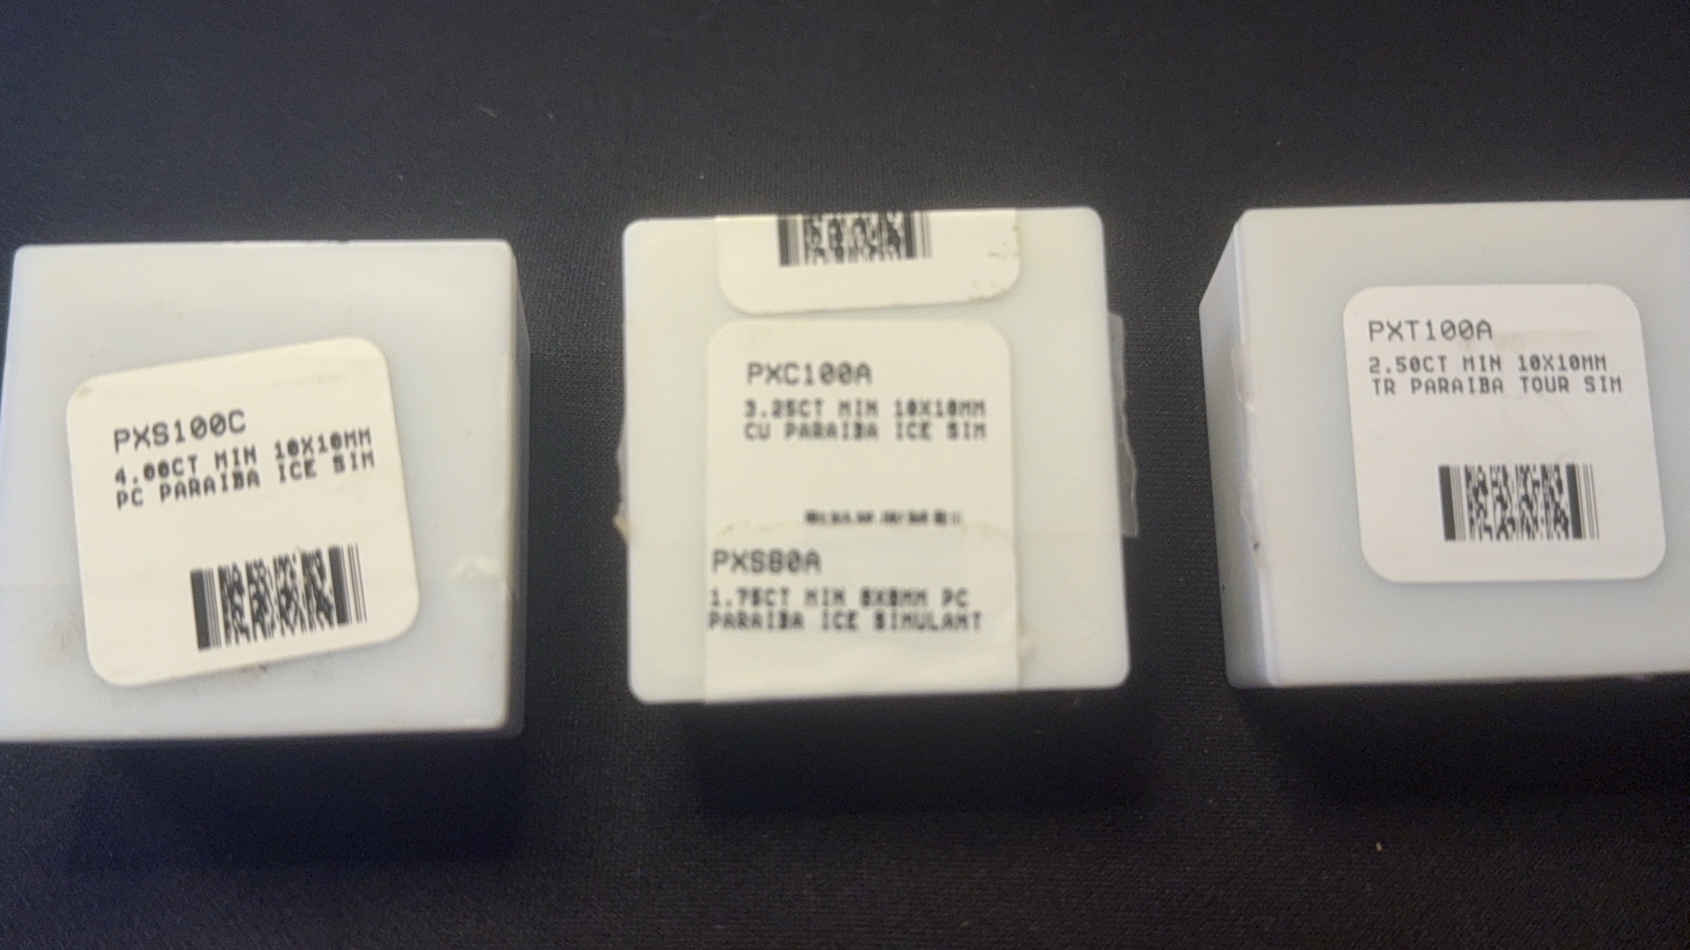 PXS100C
4.00CT MIN 10X10MM
PC PARAIBA ICE SIM
PXC100A
3.25CT MIN 10X10MM
CU PARAIBA ICE SIM
PXS80A
1.75CT MIN 8X8MM PC
PARAIBA ICE SIMULANT
PXT100A
2.50CT MIN 10X10MM
TR PARAIBA TOUR SIM